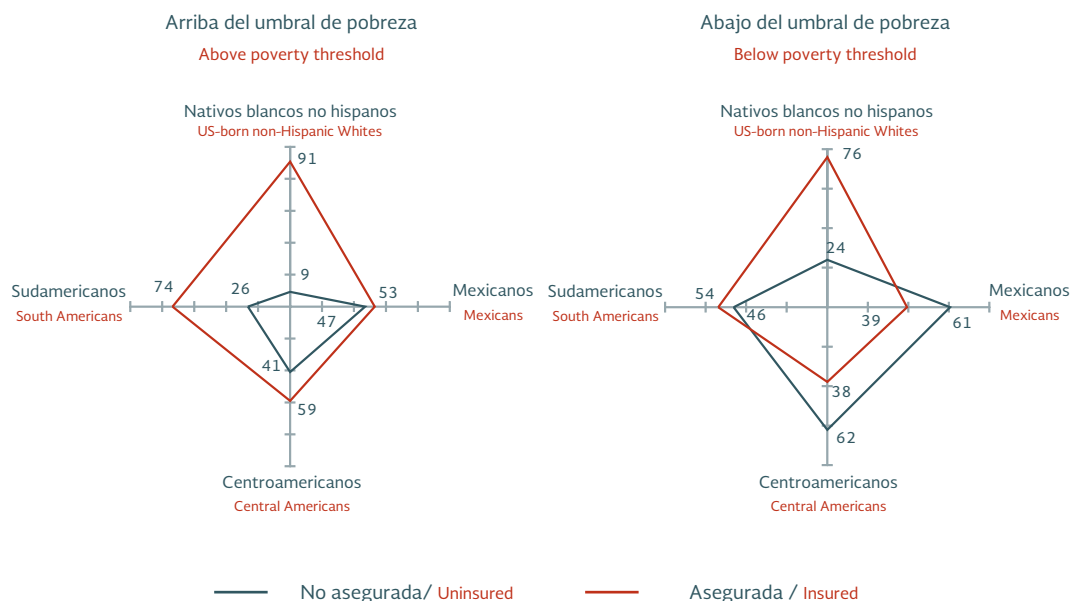 Arriba del umbral de pobreza
Above poverty threshold
Nativos blancos no hispanos
US-born non-Hispanic Whites
91
9
74
26
Sudamericanos
South Americans
53
47
Mexicanos
Mexicans
41
59
Centroamericanos
Central Americans
Abajo del umbral de pobreza
Below poverty threshold
Nativos blancos no hispanos
US-born non-Hispanic Whites
76
24
Sudamericanos
South Americans
54
46
39
61
Mexicanos
Mexicans
38
62
Centroamericanos
Central Americans
No asegurada/ Uninsured
Asegurada / Insured